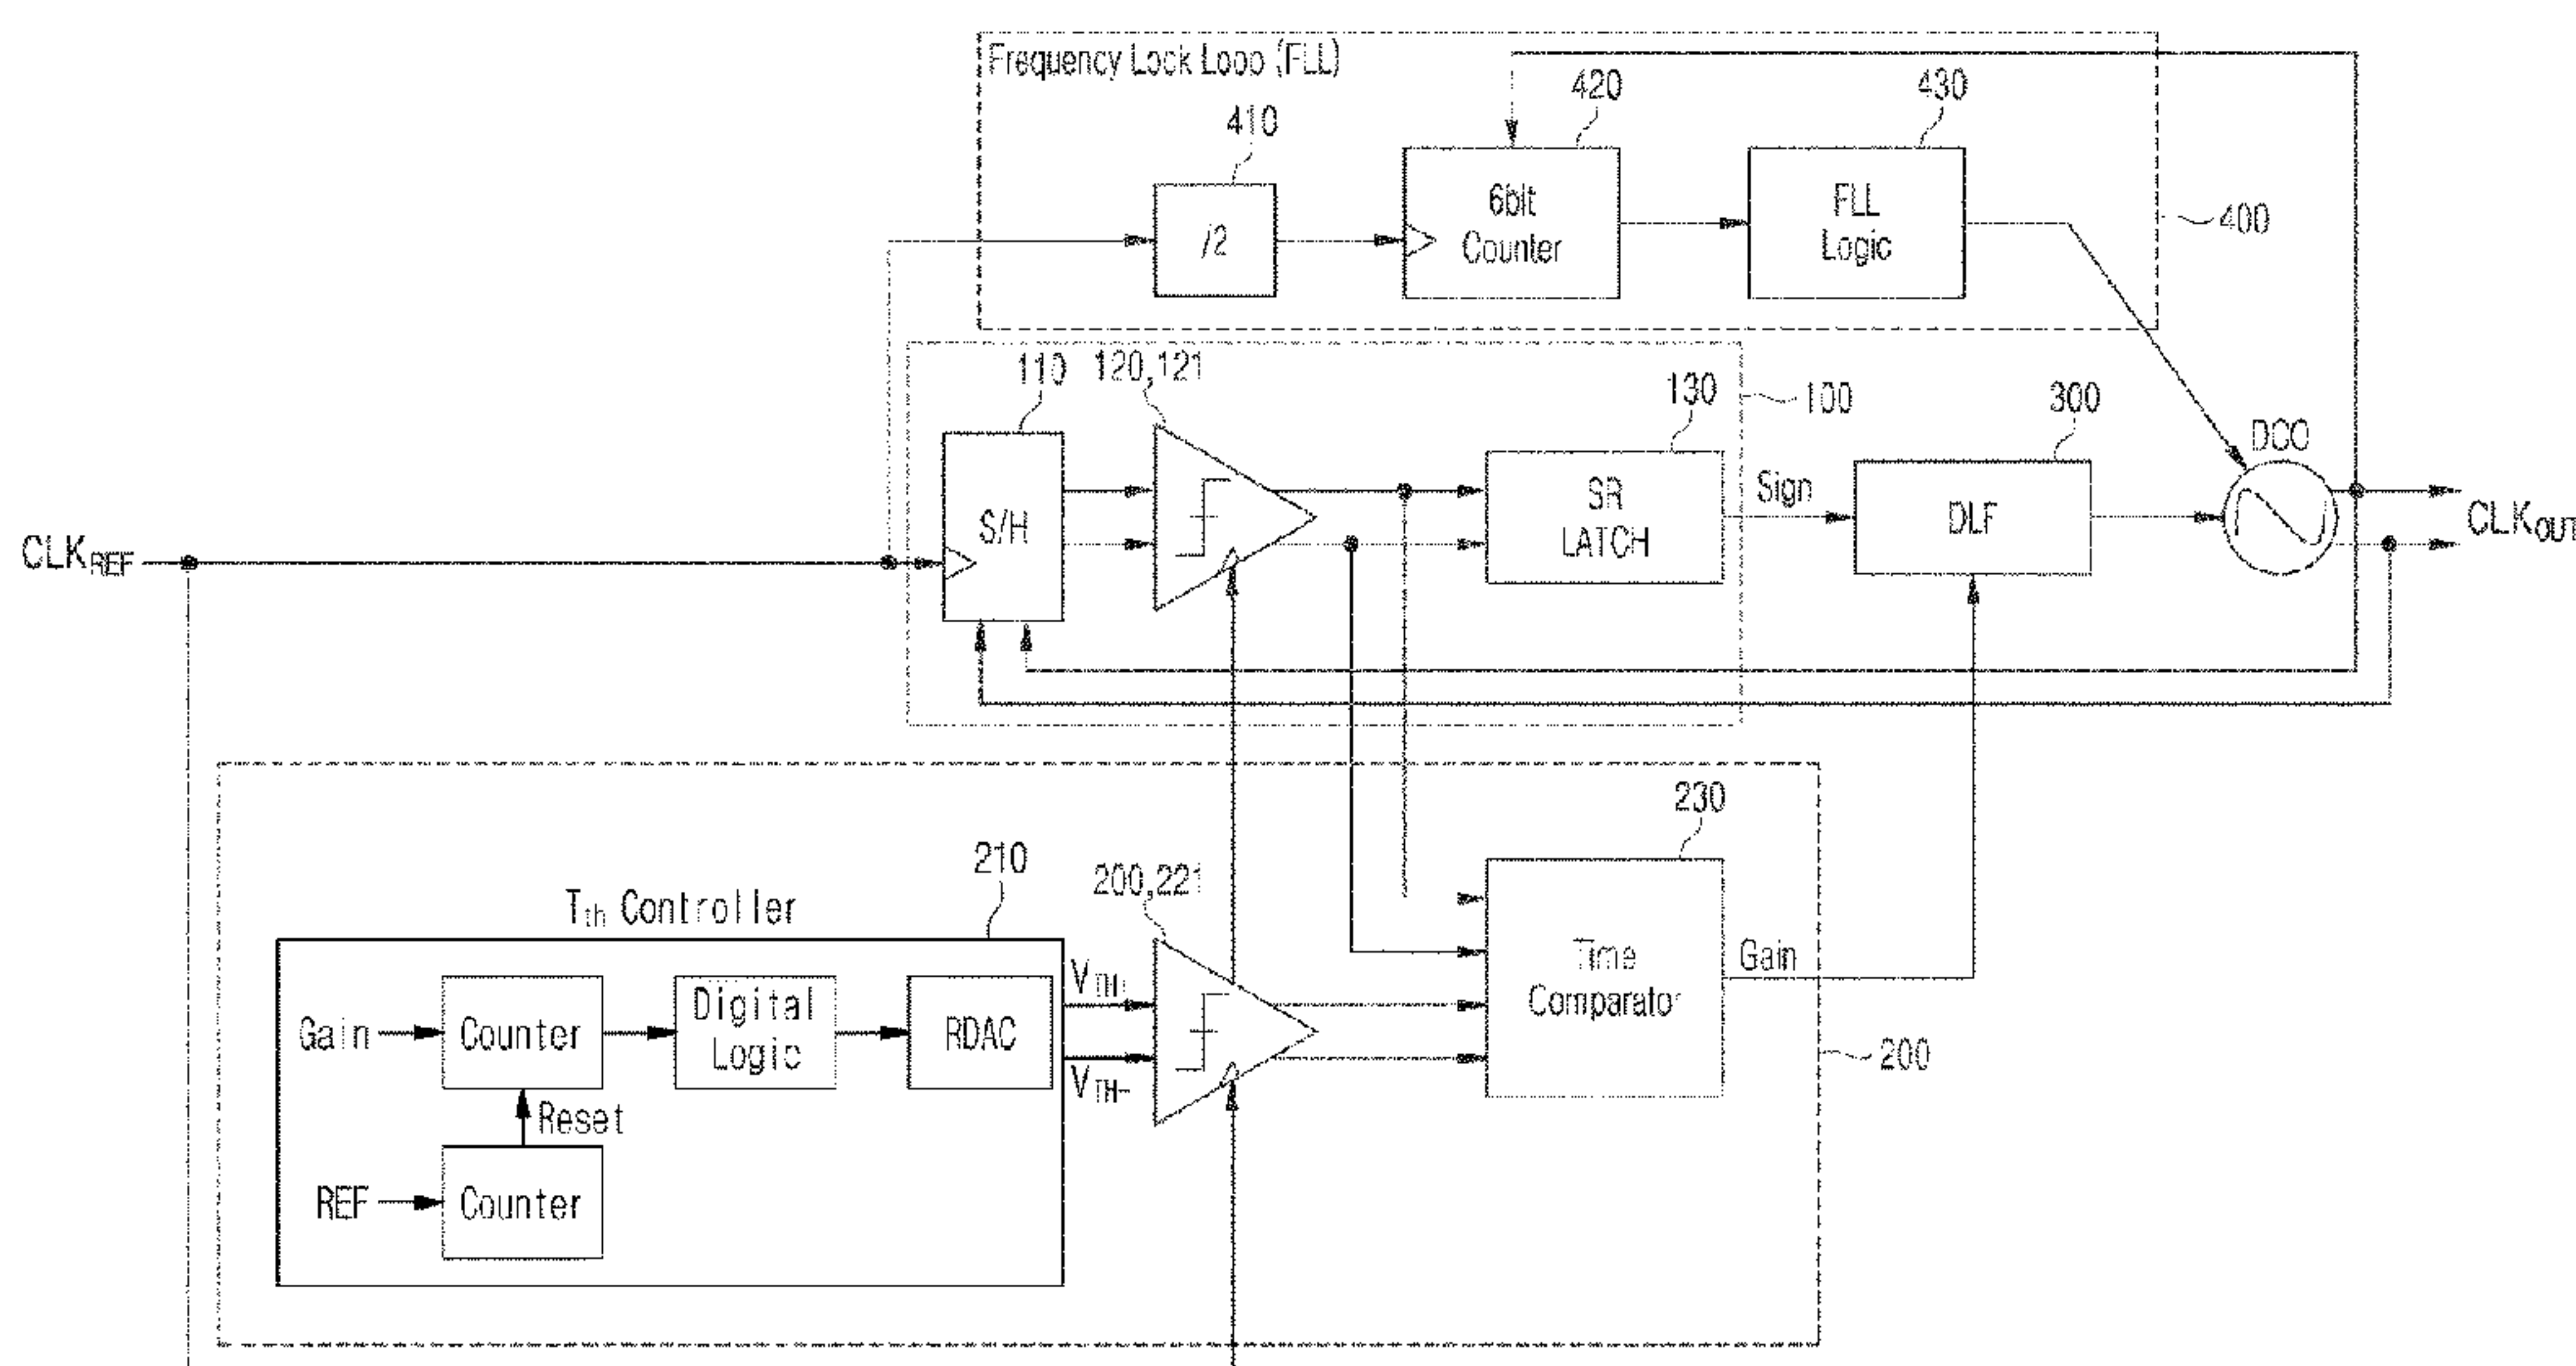 Frequency Lock Loop (FLL)
410
420
430
/2
6bit
Counter
FLL
Logic
400
110
120,121
130
100
300
DCO
S/H
SR
LATCH
Sign
DLF
CLKREF
CLKOUT
230
210
200,221
Tth Controller
Gain
Counter
Digital
Logic
RDAC
VTH+
VTH-
Time
Comparator
Gain
200
Reset
REF
Counter